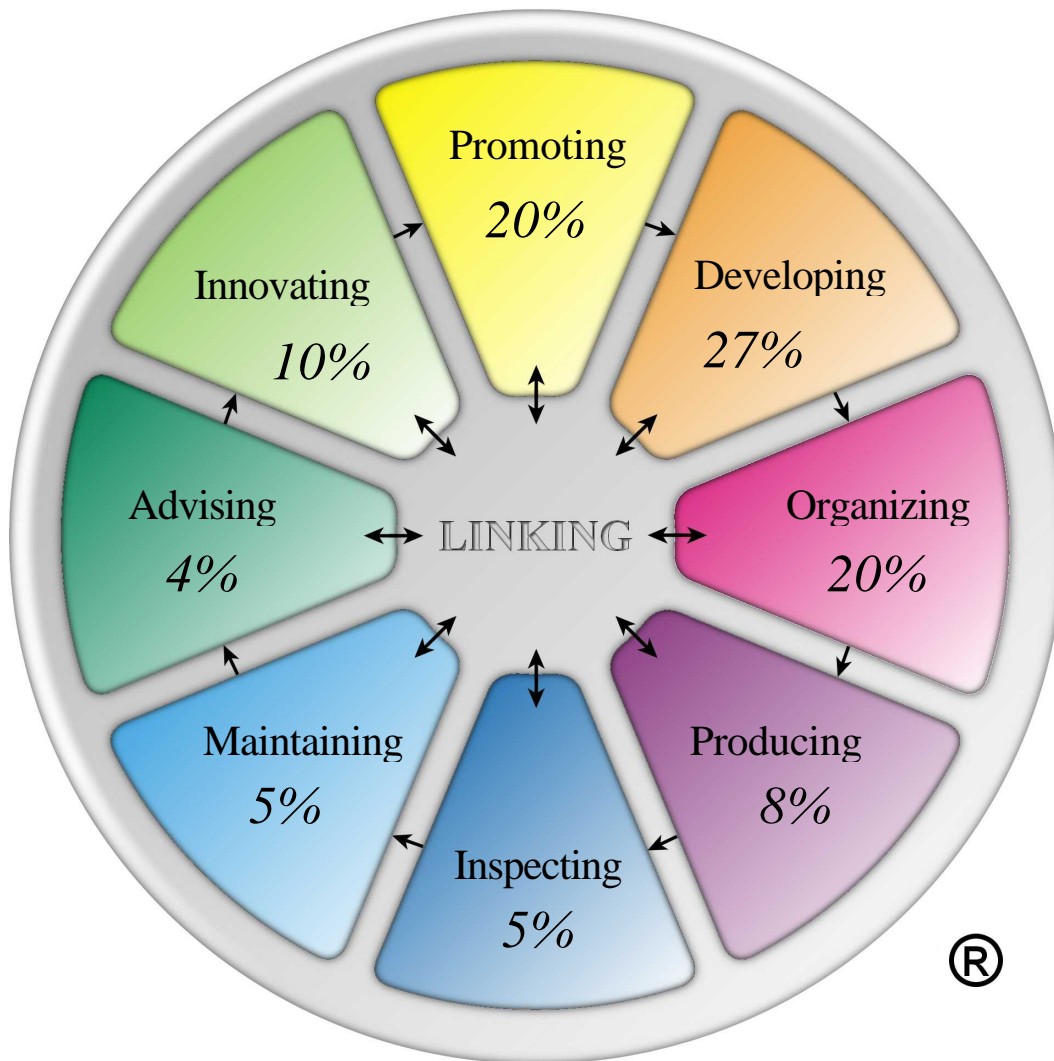 Promoting
20%
Developing
27%
Organizing
20%
Producing
8%
Inspecting
5%
Maintaining
5%
Advising
4%
Innovating
10%
LINKING
®